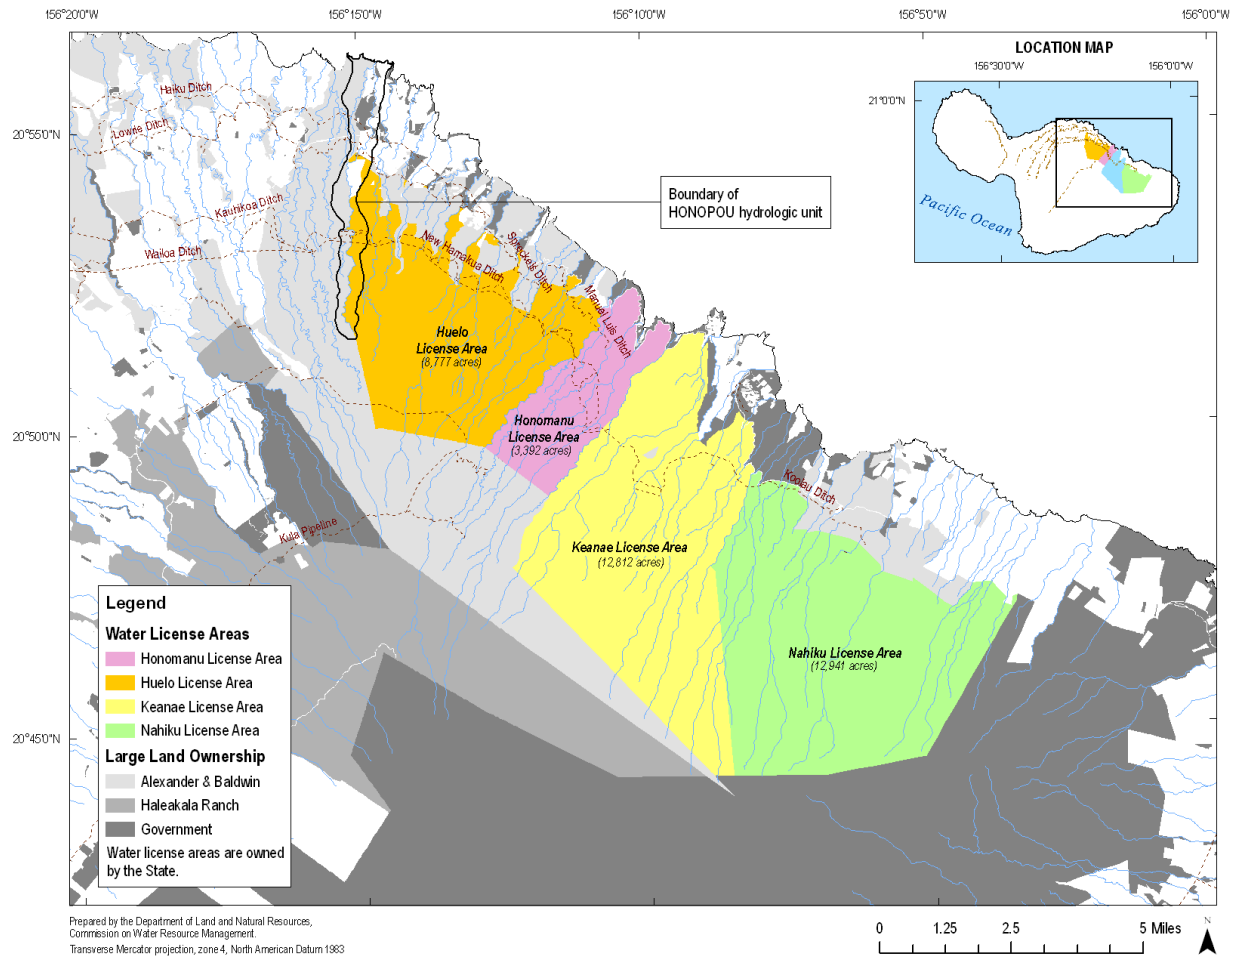 156°20'0"W
156°15'0"W
156°10'0"W
156°5'0"W
156°0'0"W
LOCATION MAP
156°30'0"W
156°0'0"W
21°0'0"N
Pacific Ocean
20°55'0"N
20°50'0"N
20°45'0"N
Haiku Ditch
Lowrie Ditch
Kauhikoa Ditch
Wailoa Ditch
New Hamakua Ditch
Spreckels Ditch
Manuel Luis Ditch
Koolau Ditch
Kula Pipeline
Boundary of
HONOPOU hydrologic unit
Huelo
License Area
(8,777 acres)
Honomanu
License Area
(3,392 acres)
Keanae License Area
(12,812 acres)
Nahiku License Area
(12,941 acres)
Legend
Water License Areas
Honomanu License Area
Huelo License Area
Keanae License Area
Nahiku License Area
Large Land Ownership
Alexander & Baldwin
Haleakala Ranch
Government
Water license areas are owned
by the State.
Prepared by the Department of Land and Natural Resources,
Commission on Water Resource Management.
Transverse Mercator projection, zone 4, North American Datum 1983
0 1.25 2.5 5 Miles
N